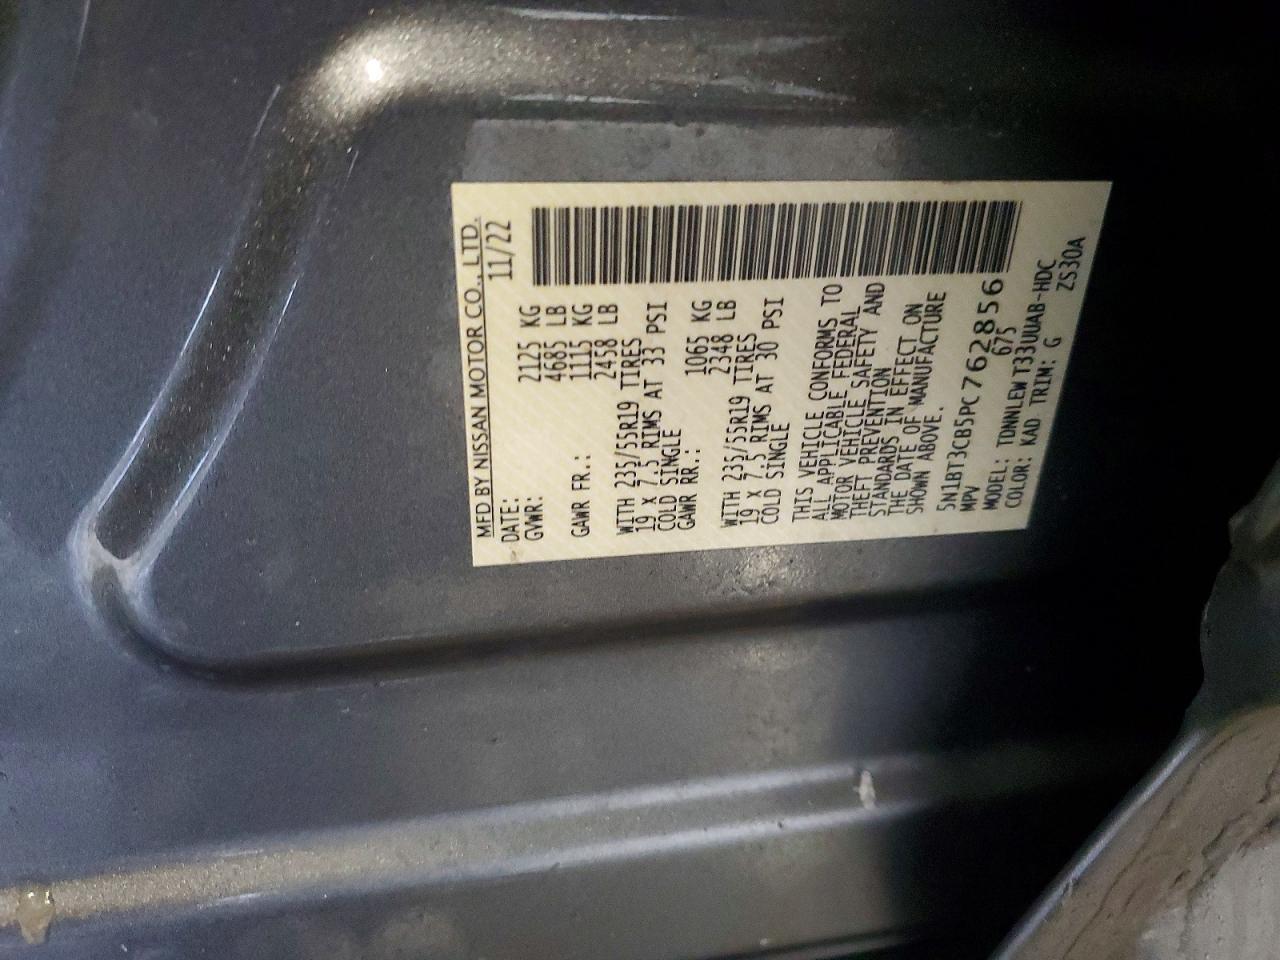 MFD BY NISSAN MOTOR CO., LTD.
DATE: 11/22
GVWR: 2125 KG
4685 LB
GAWR FR.: 1115 KG
2458 LB
WITH 235/55R19 TIRES
19 x 7.5 RIMS AT 33 PSI
COLD SINGLE
GAWR RR.: 1065 KG
2348 LB
WITH 235/55R19 TIRES
19 x 7.5 RIMS AT 30 PSI
COLD SINGLE
THIS VEHICLE CONFORMS TO
ALL APPLICABLE FEDERAL
MOTOR VEHICLE SAFETY AND
THEFT PREVENTION
STANDARDS IN EFFECT ON
THE DATE OF MANUFACTURE
SHOWN ABOVE.
5N1BT3CB5PC762856
MPV 675
MODEL: TDNNLEW T33UUAB-HDC
COLOR: KAD TRIM: G ZS30A